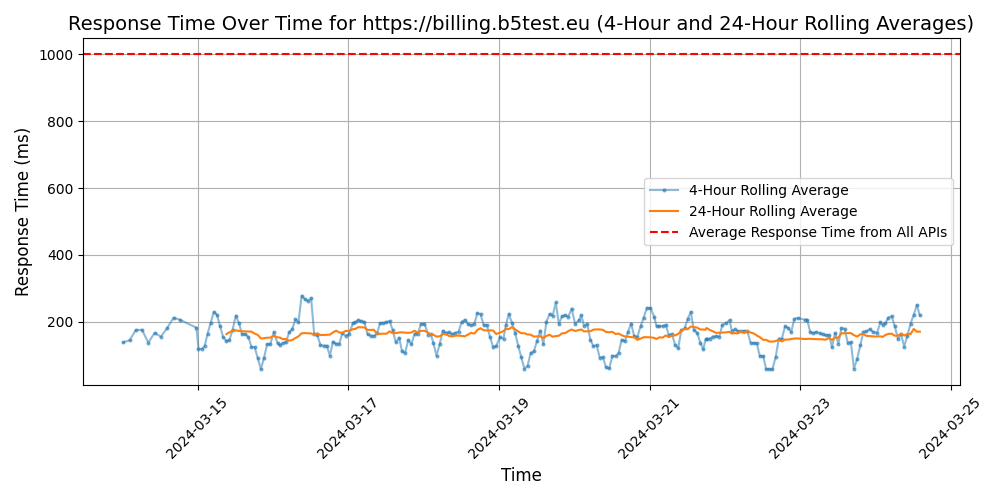 Response Time Over Time for https://billing.b5test.eu (4-Hour and 24-Hour Rolling Averages)
Response Time (ms)
1000
800
600
400
200
4-Hour Rolling Average
24-Hour Rolling Average
Average Response Time from All APIs
2024-03-15
2024-03-17
2024-03-19
2024-03-21
2024-03-23
2024-03-25
Time